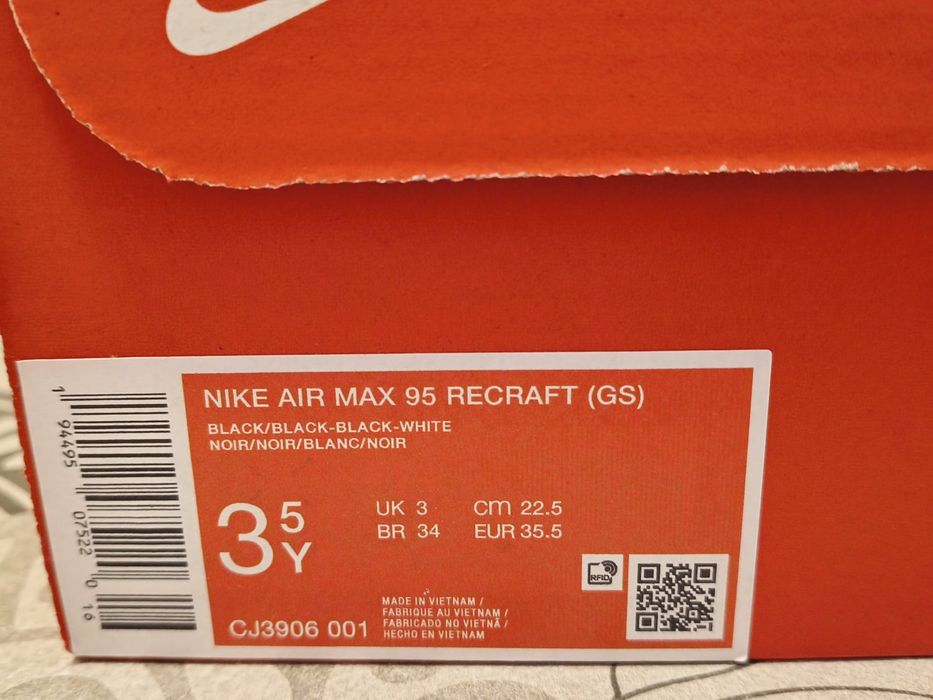 NIKE AIR MAX 95 RECRAFT (GS)
BLACK/BLACK-BLACK-WHITE
NOIR/NOIR/BLANC/NOIR
3 5 Y
UK 3 cm 22.5
BR 34 EUR 35.5
RFID
MADE IN VIETNAM /
FABRIQUE AU VIETNAM /
FABRICADO NO VIETNÃ /
HECHO EN VIETNAM
CJ3906 001
1 94495 07522 0 16